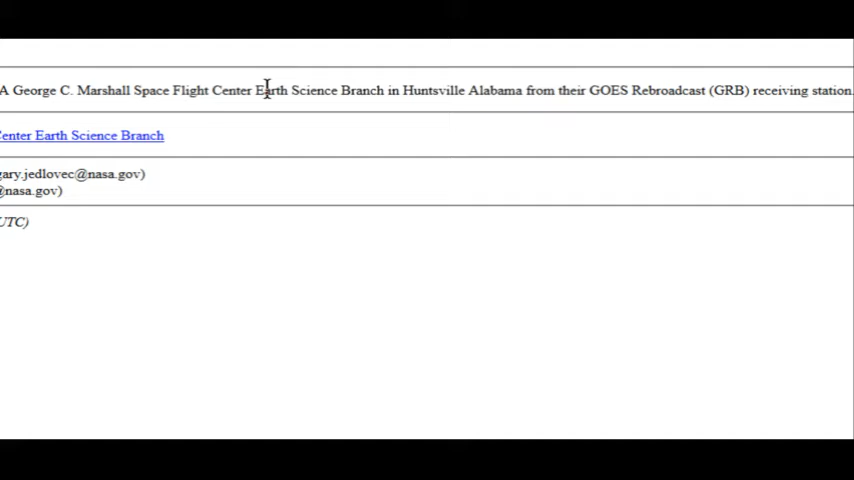 A George C. Marshall Space Flight Center Earth Science Branch in Huntsville Alabama from their GOES Rebroadcast (GRB) receiving station.
Center Earth Science Branch
gary.jedlovec@nasa.gov)
@nasa.gov)
UTC)